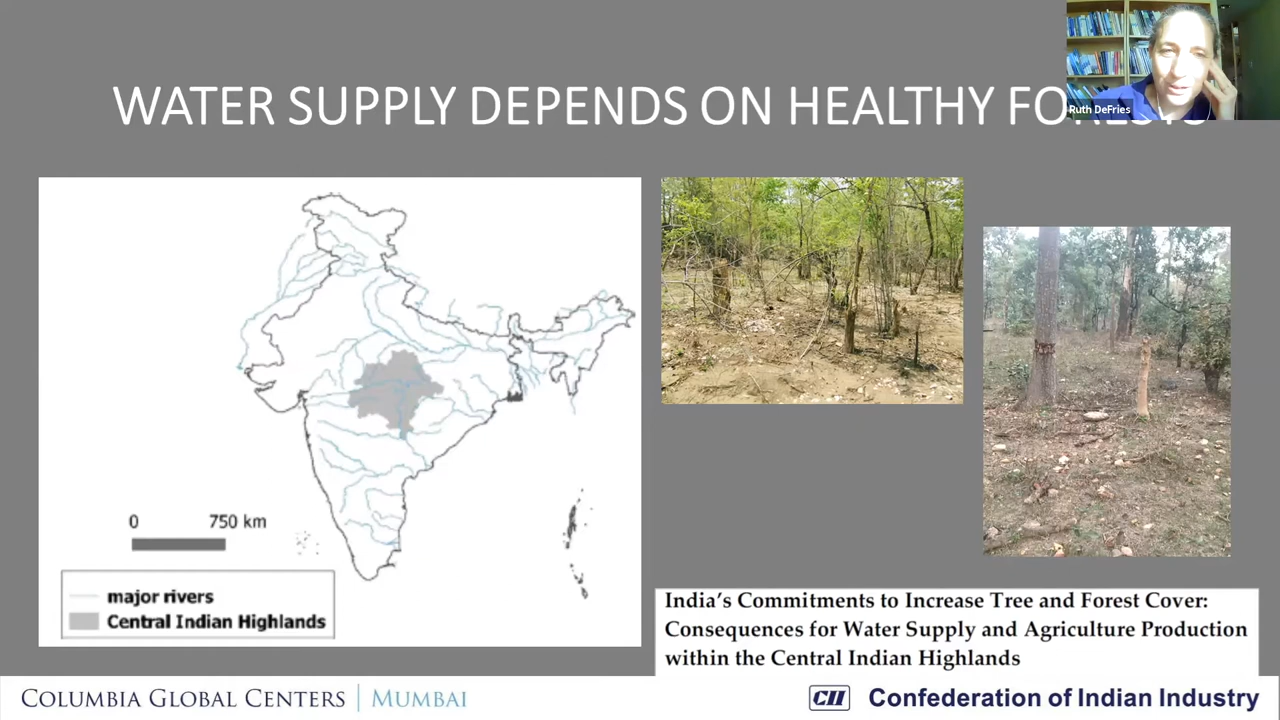 WATER SUPPLY DEPENDS ON HEALTHY
Ruth DeFries
0 750 km
major rivers
Central Indian Highlands
India's Commitments to Increase Tree and Forest Cover:
Consequences for Water Supply and Agriculture Production
within the Central Indian Highlands
COLUMBIA GLOBAL CENTERS | MUMBAI
CII Confederation of Indian Industry